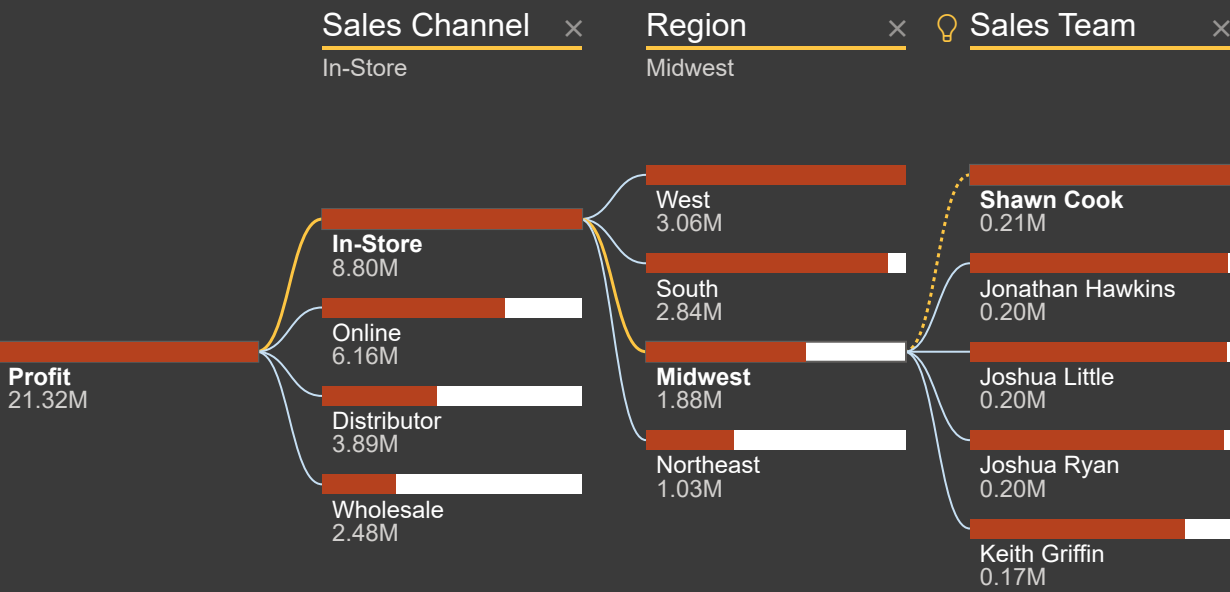 Sales Channel
Region
Sales Team
In-Store
Midwest
Profit
21.32M
In-Store
8.80M
Online
6.16M
Distributor
3.89M
Wholesale
2.48M
West
3.06M
South
2.84M
Midwest
1.88M
Northeast
1.03M
Shawn Cook
0.21M
Jonathan Hawkins
0.20M
Joshua Little
0.20M
Joshua Ryan
0.20M
Keith Griffin
0.17M